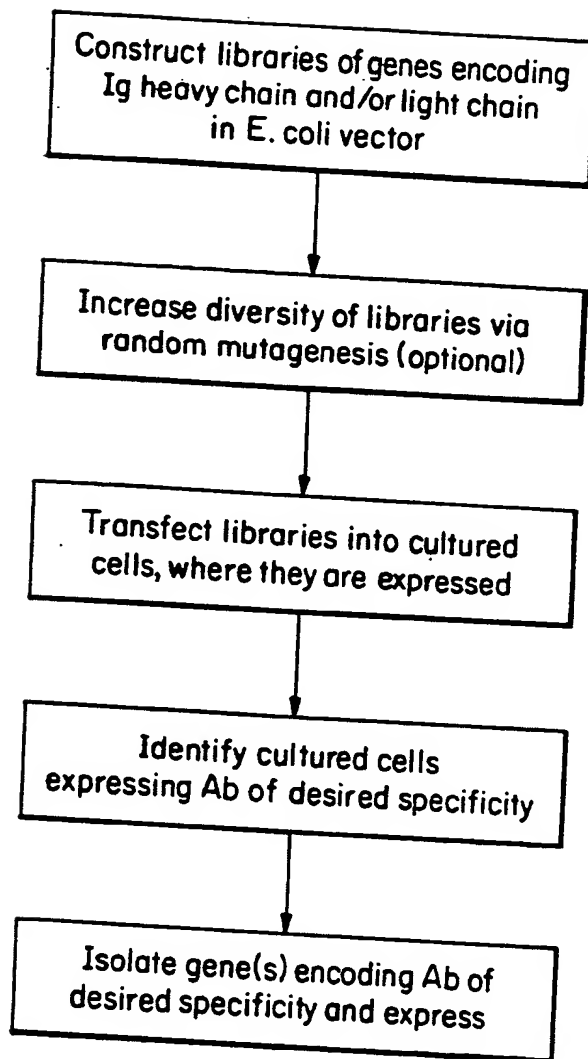 Construct libraries of genes encoding
Ig heavy chain and/or light chain
in E. coli vector
Increase diversity of libraries via
random mutagenesis (optional)
Transfect libraries into cultured
cells, where they are expressed
Identify cultured cells
expressing Ab of desired specificity
Isolate gene(s) encoding Ab of
desired specificity and express